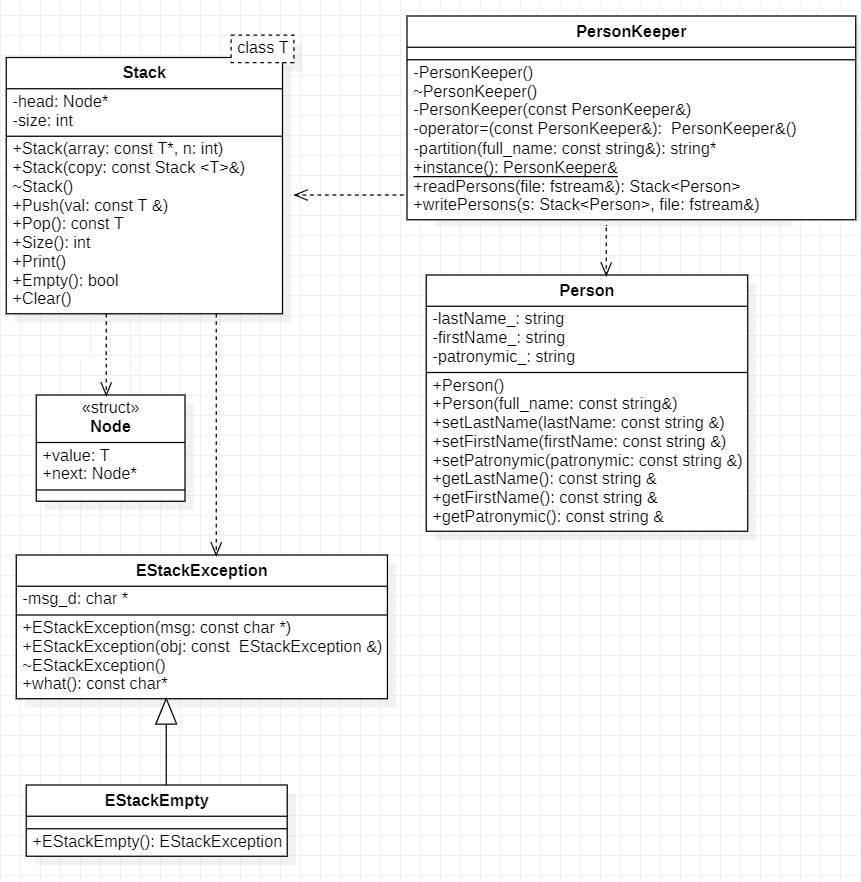 class T
Stack
-head: Node*
-size: int
+Stack(array: const T*, n: int)
+Stack(copy: const Stack <T>&)
~Stack()
+Push(val: const T &)
+Pop(): const T
+Size(): int
+Print()
+Empty(): bool
+Clear()
PersonKeeper
-PersonKeeper()
~PersonKeeper()
-PersonKeeper(const PersonKeeper&)
-operator=(const PersonKeeper&):  PersonKeeper&()
-partition(full_name: const string&): string*
+instance(): PersonKeeper&
+readPersons(file: fstream&): Stack<Person>
+writePersons(s: Stack<Person>, file: fstream&)
Person
-lastName_: string
-firstName_: string
-patronymic_: string
+Person()
+Person(full_name: const string&)
+setLastName(lastName: const string &)
+setFirstName(firstName: const string &)
+setPatronymic(patronymic: const string &)
+getLastName(): const string &
+getFirstName(): const string &
+getPatronymic(): const string &
«struct»
Node
+value: T
+next: Node*
EStackException
-msg_d: char *
+EStackException(msg: const char *)
+EStackException(obj: const  EStackException &)
~EStackException()
+what(): const char*
EStackEmpty
+EStackEmpty(): EStackException